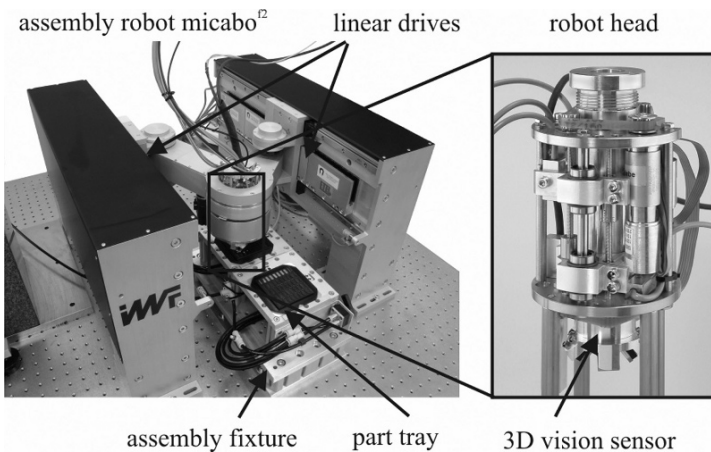 assembly robot micabo^f2 linear drives robot head
iWF
assembly fixture part tray 3D vision sensor